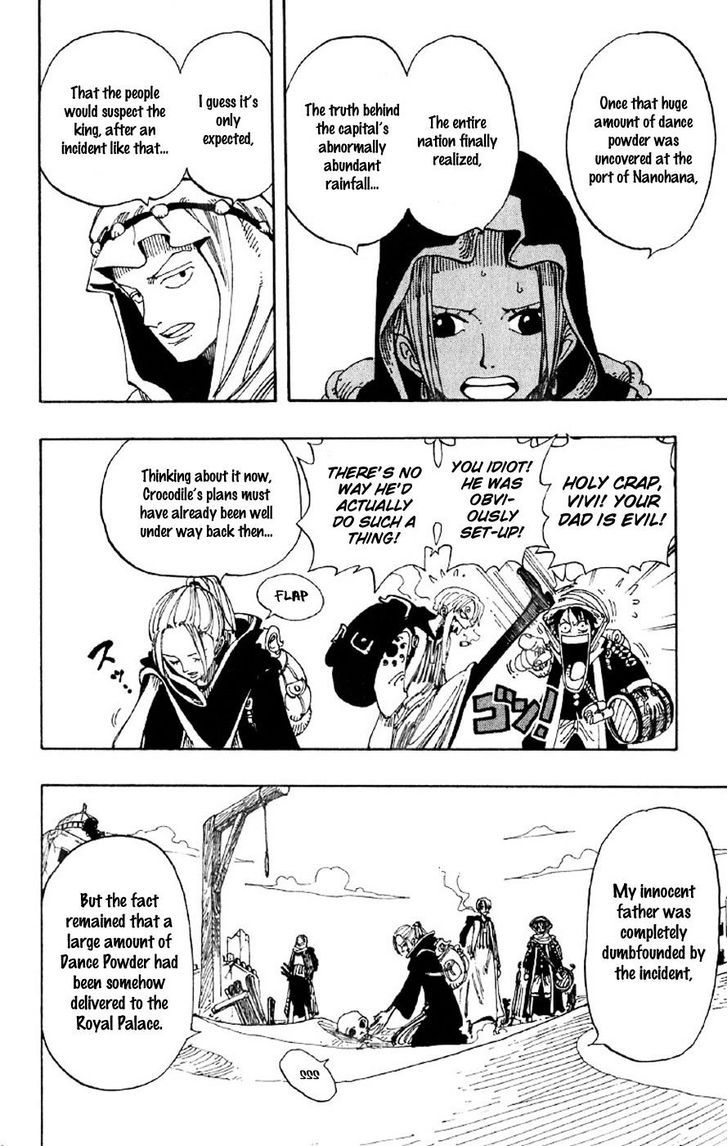 Once that huge
amount of dance
powder was
uncovered at the
port of Nanohana,
The entire
nation finally
realized,
The truth behind
the capital's
abnormally
abundant
rainfall...
I guess it's
only
expected,
That the people
would suspect the
king, after an
incident like that...
HOLY CRAP,
VIVI! YOUR
DAD IS EVIL!
YOU IDIOT!
HE WAS
OBVI-
OUSLY
SET-UP!
THERE'S NO
WAY HE'D
ACTUALLY
DO SUCH A
THING!
ゴツ!
Thinking about it now,
Crocodile's plans must
have already been well
under way back then...
FLAP
ス...
My innocent
father was
completely
dumbfounded by
the incident,
But the fact
remained that a
large amount of
Dance Powder had
been somehow
delivered to the
Royal Palace.